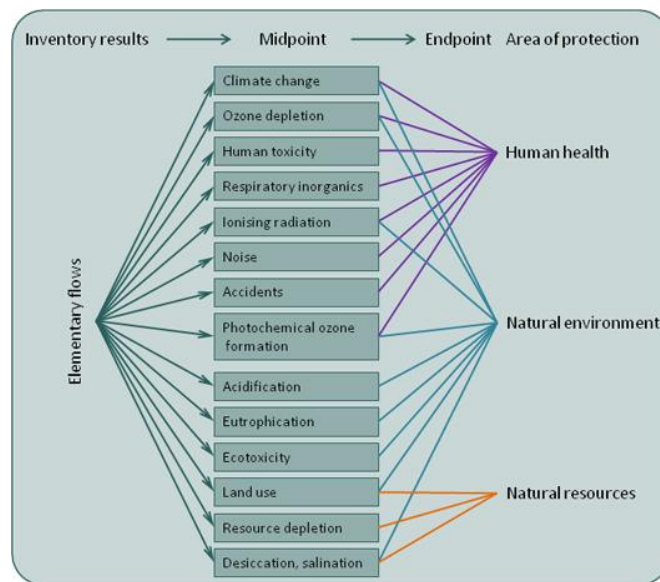 Inventory results
Midpoint
Endpoint
Area of protection
Climate change
Ozone depletion
Human toxicity
Respiratory inorganics
Ionising radiation
Noise
Accidents
Photochemical ozone
formation
Acidification
Eutrophication
Ecotoxicity
Land use
Resource depletion
Desiccation, salination
Elementary flows
Human health
Natural environment
Natural resources